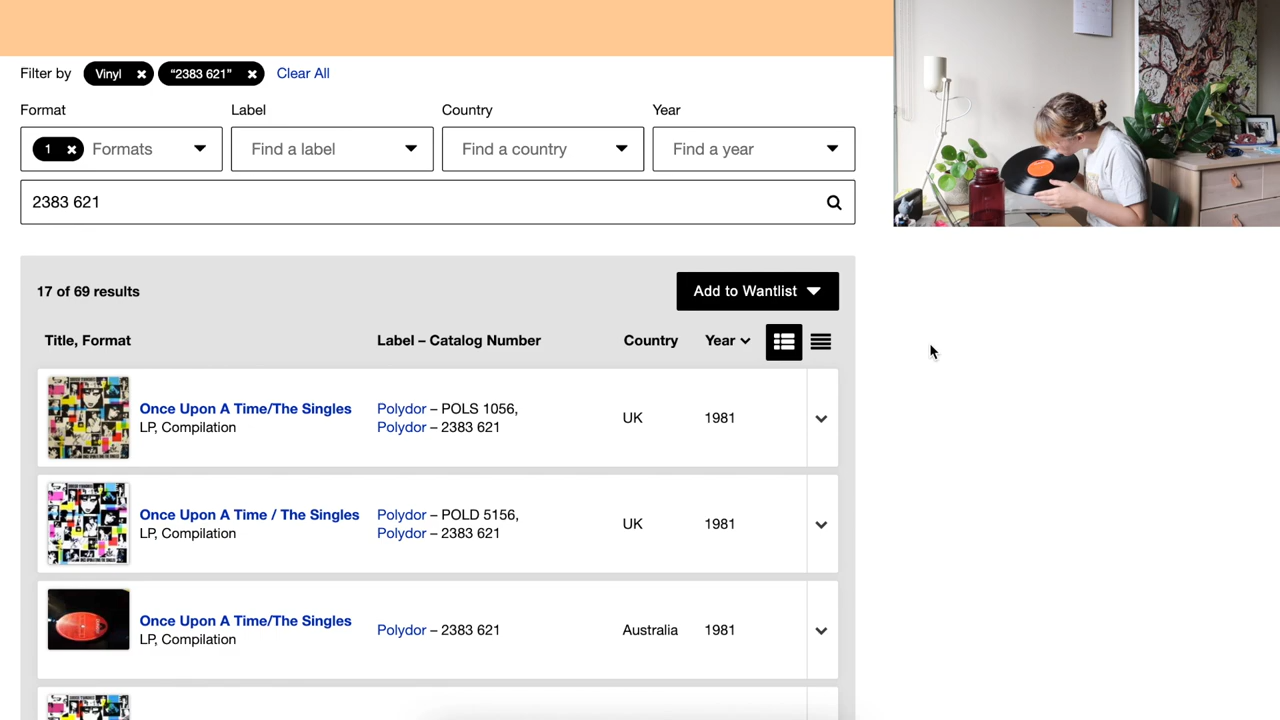 Filter by Vinyl "2383 621" Clear All
Format Label Country Year
1 Formats Find a label Find a country Find a year
2383 621
17 of 69 results Add to Wantlist
Title, Format Label – Catalog Number Country Year
Once Upon A Time/The Singles Polydor – POLS 1056, UK 1981
LP, Compilation Polydor – 2383 621
Once Upon A Time / The Singles Polydor – POLD 5156, UK 1981
LP, Compilation Polydor – 2383 621
Once Upon A Time/The Singles Polydor – 2383 621 Australia 1981
LP, Compilation